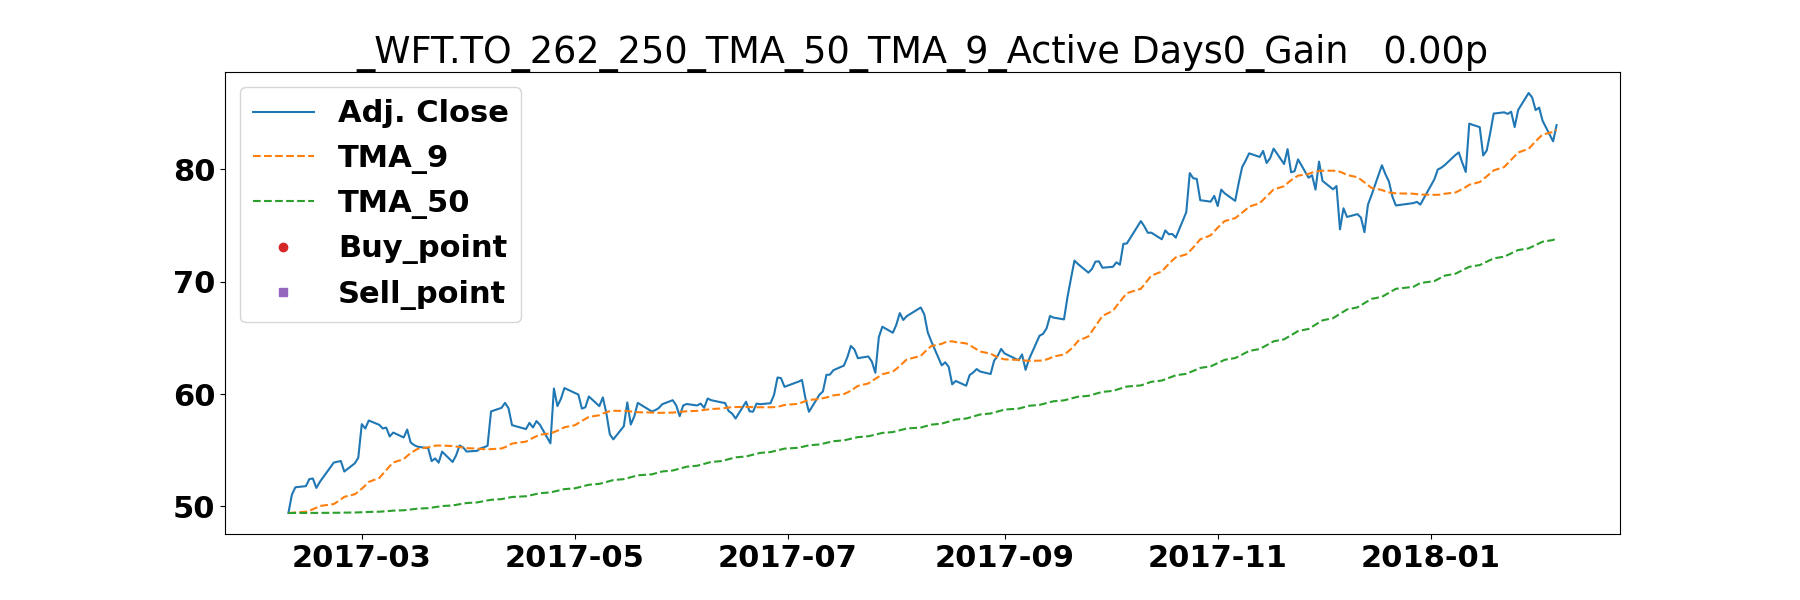 _WFT.TO_262_250_TMA_50_TMA_9_Active Days0_Gain   0.00p
Adj. Close
TMA_9
TMA_50
Buy_point
Sell_point
80
70
60
50
2017-03 2017-05 2017-07 2017-09 2017-11 2018-01